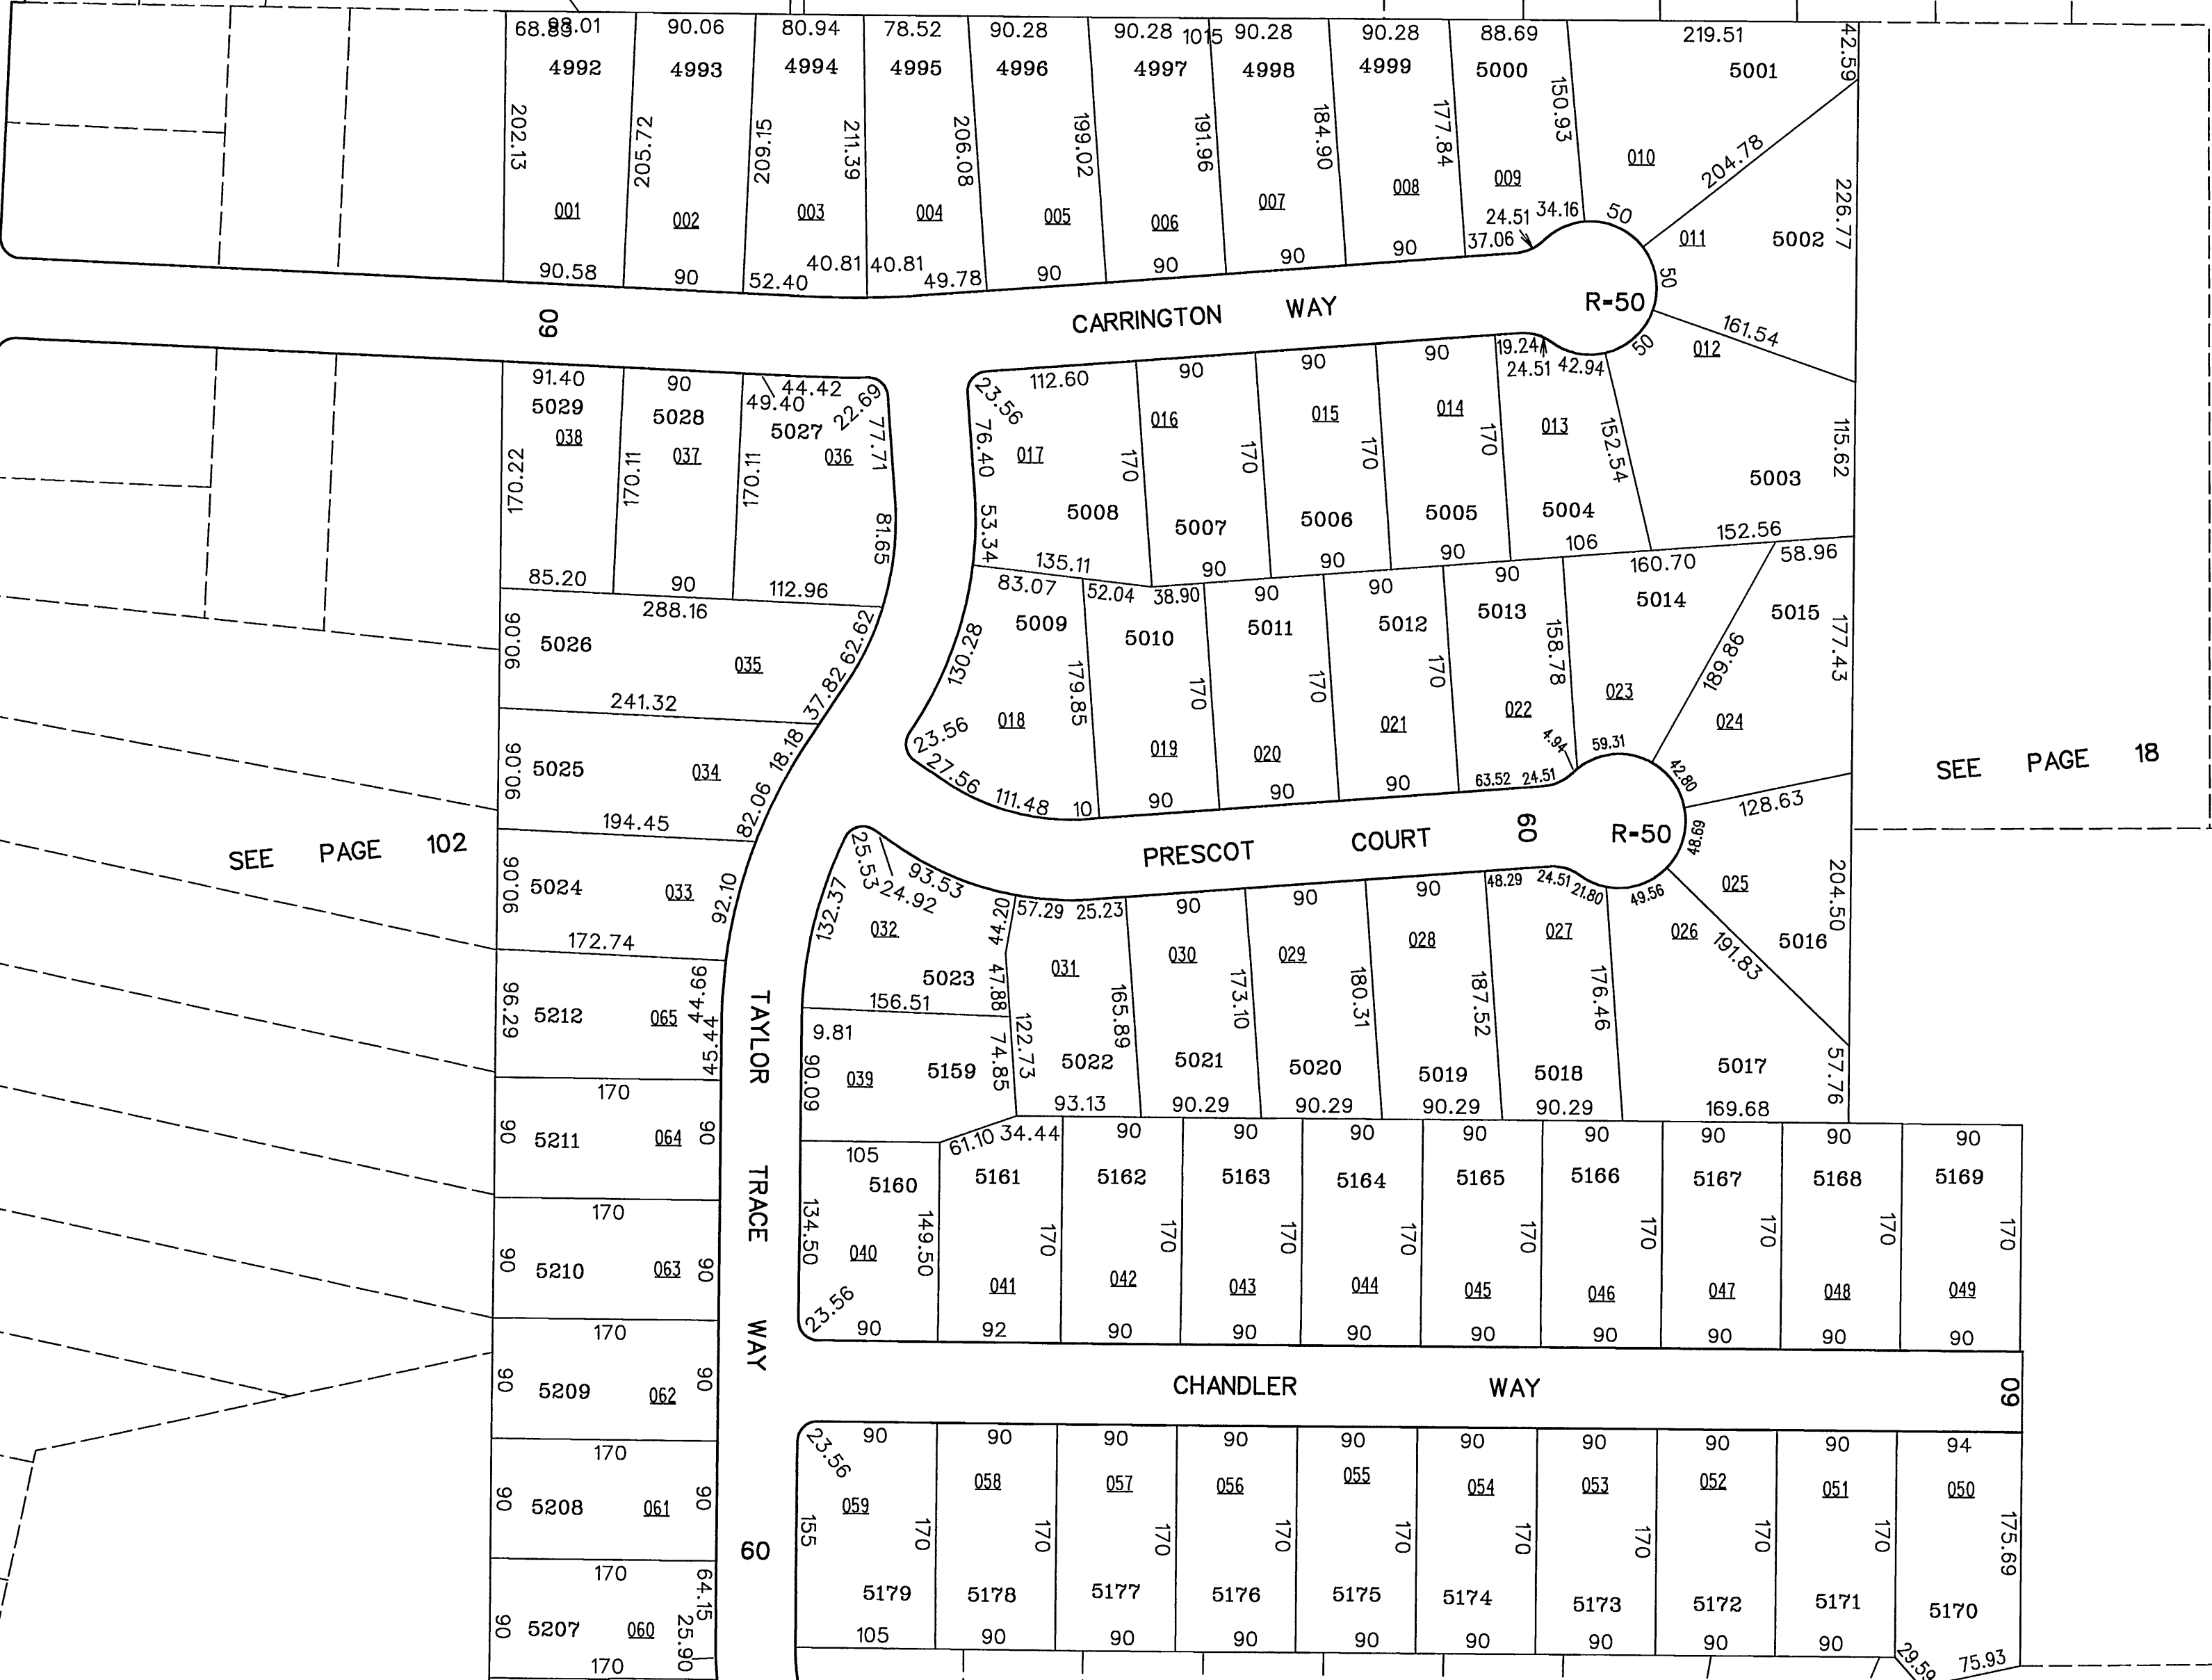 68.83 98.01 90.06 80.94 78.52 90.28 90.28 1015 90.28 90.28 88.69 219.51 42.59
4992 4993 4994 4995 4996 4997 4998 4999 5000 5001
202.13 205.72 209.15 211.39 206.08 199.02 191.96 184.90 177.84 150.93 204.78 226.77
001 002 003 004 005 006 007 008 009 010 011 5002
24.51 34.16 50
37.06
90.58 90 52.40 40.81 40.81 49.78 90 90 90 90 50
60 CARRINGTON WAY R-50
161.54 50 012
91.40 90 44.42 49.40 22.69 23.56 112.60 90 90 90 19.24 24.51 42.94
5029 5028 5027 77.71 76.40
038 037 036 017 016 015 014 013
170.22 170.11 170.11 170 170 170 170 152.54 115.62
81.65 53.34 5008 5007 5006 5005 5004 5003
85.20 90 112.96 135.11 90 90 90 106 152.56
288.16 83.07 52.04 38.90 90 90 90 160.70 58.96
90.06 5026 035 62.62 37.82 5009 5010 5011 5012 5013 5014 5015
241.32 130.28 179.85 170 170 170 158.78 189.86 177.43
018 019 020 021 022 023 024
90.06 5025 034 18.18 82.06 23.56 27.56 111.48 10 90 90 90 63.52 24.51 4.94 59.31 42.80
SEE PAGE 18
194.45 128.63
SEE PAGE 102
PRESCOT COURT 60 R-50 48.69
90.06 5024 033 92.10 25.53 24.92 93.53 132.37 44.20 57.29 25.23 90 90 90 48.29 24.51 21.80 49.56 025 204.50
172.74 032 031 030 029 028 027 026 191.83 5016
96.29 5212 065 44.66 45.44 5023 47.88 165.89 173.10 180.31 187.52 176.46
156.51
9.81 5159 74.85 122.73 5022 5021 5020 5019 5018 5017 57.76
90.09 039 93.13 90.29 90.29 90.29 90.29 169.68
TAYLOR TRACE WAY
170
90 5211 064 90
105 61.10 34.44 90 90 90 90 90 90 90 90
5160 5161 5162 5163 5164 5165 5166 5167 5168 5169
170
134.50 149.50 170 170 170 170 170 170 170 170 170
90 5210 063 90
040 041 042 043 044 045 046 047 048 049
23.56 90 92 90 90 90 90 90 90 90 90
170
90 5209 062 90
CHANDLER WAY 60
170
23.56 90 90 90 90 90 90 90 90 90 94
059 058 057 056 055 054 053 052 051 050
90 5208 061 90
60
155 170 170 170 170 170 170 170 170 170 175.69
170
5179 5178 5177 5176 5175 5174 5173 5172 5171 5170
90 5207 060 64.15 25.90
105 90 90 90 90 90 90 90 90 29.59 75.93
170